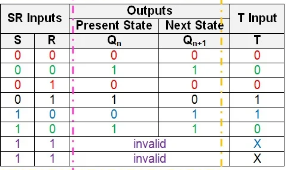 SR Inputs Outputs T Input
Present State Next State
S R Qn Qn+1 T
0 0 0 0 0
0 0 1 1 0
0 1 0 0 0
0 1 1 0 1
1 0 0 1 1
1 0 1 1 0
1 1 invalid X
1 1 invalid X